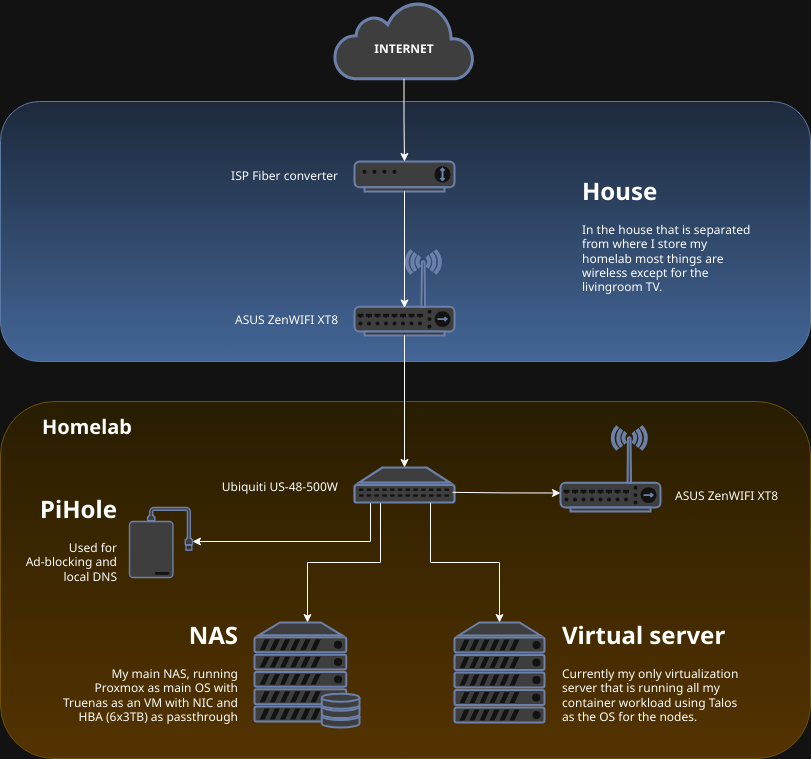 INTERNET
ISP Fiber converter
House
In the house that is separated
from where I store my
homelab most things are
wireless except for the
livingroom TV.
ASUS ZenWIFI XT8
Homelab
Ubiquiti US-48-500W
ASUS ZenWIFI XT8
PiHole
Used for
Ad-blocking and
local DNS
NAS
My main NAS, running
Proxmox as main OS with
Truenas as an VM with NIC and
HBA (6x3TB) as passthrough
Virtual server
Currently my only virtualization
server that is running all my
container workload using Talos
as the OS for the nodes.